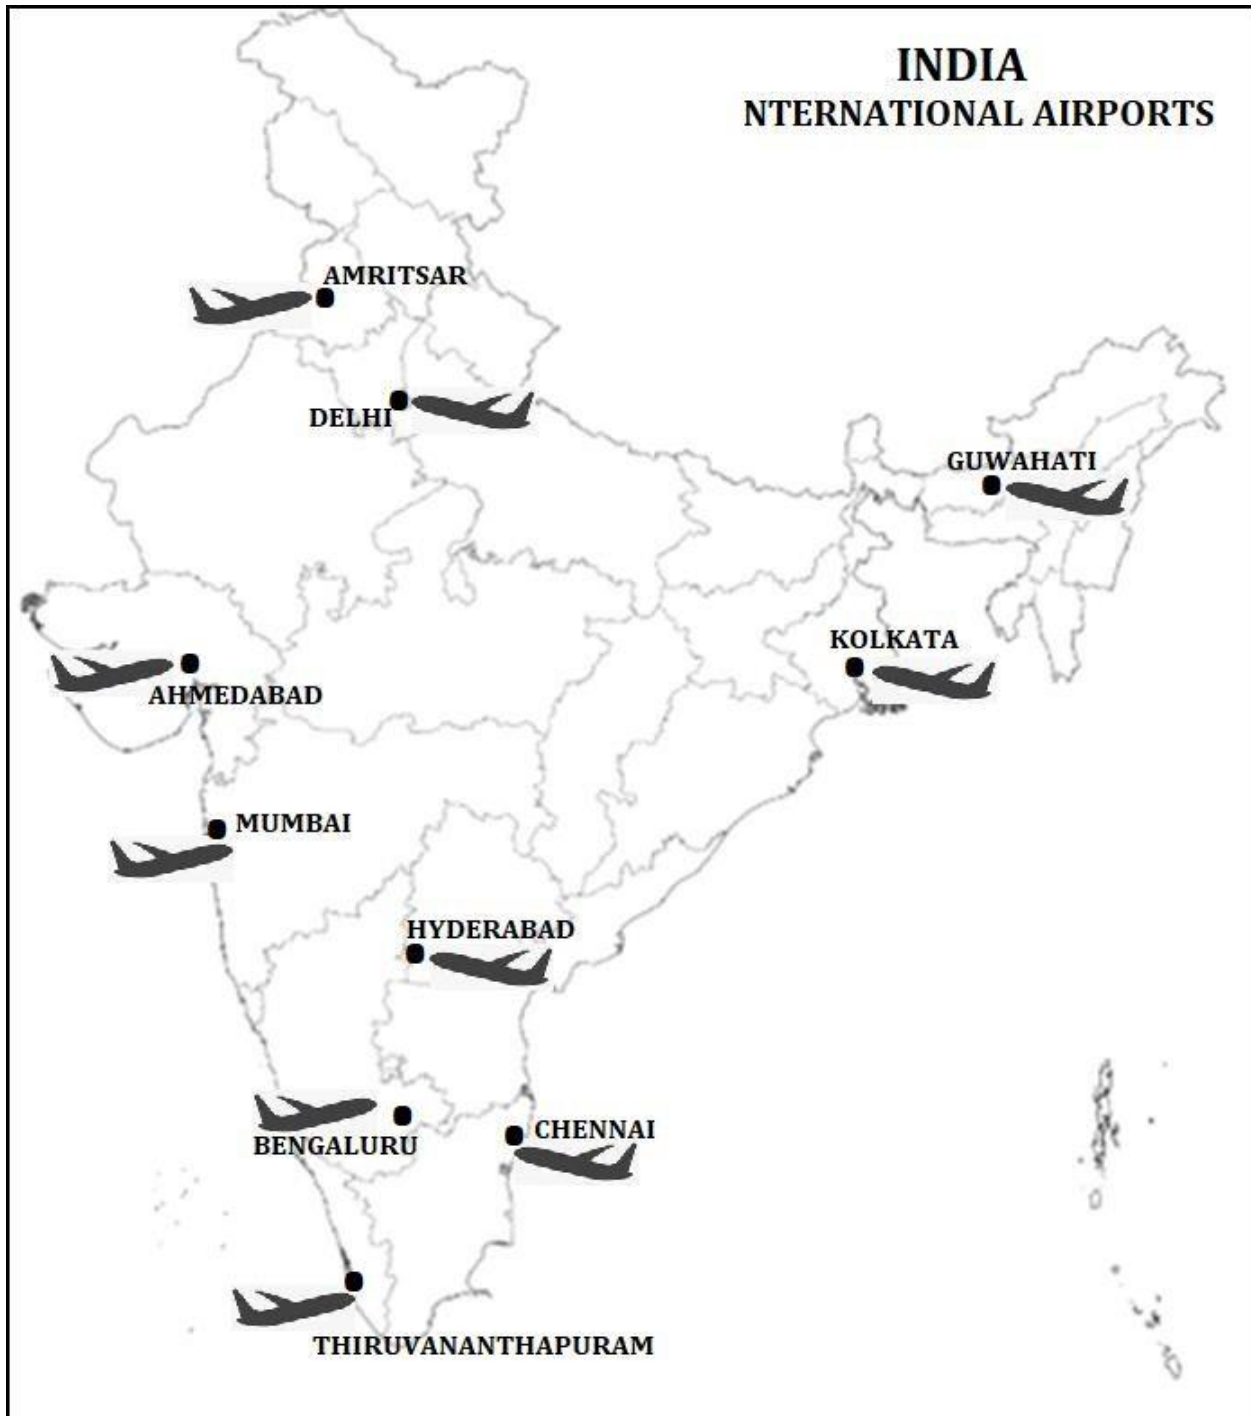 INDIA
NTERNATIONAL AIRPORTS
AMRITSAR
DELHI
GUWAHATI
KOLKATA
AHMEDABAD
MUMBAI
HYDERABAD
CHENNAI
BENGALURU
THIRUVANANTHAPURAM